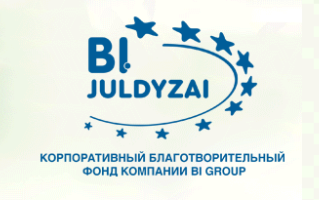 BI
JULDYZAI
КОРПОРАТИВНЫЙ БЛАГОТВОРИТЕЛЬНЫЙ
ФОНД КОМПАНИИ BI GROUP